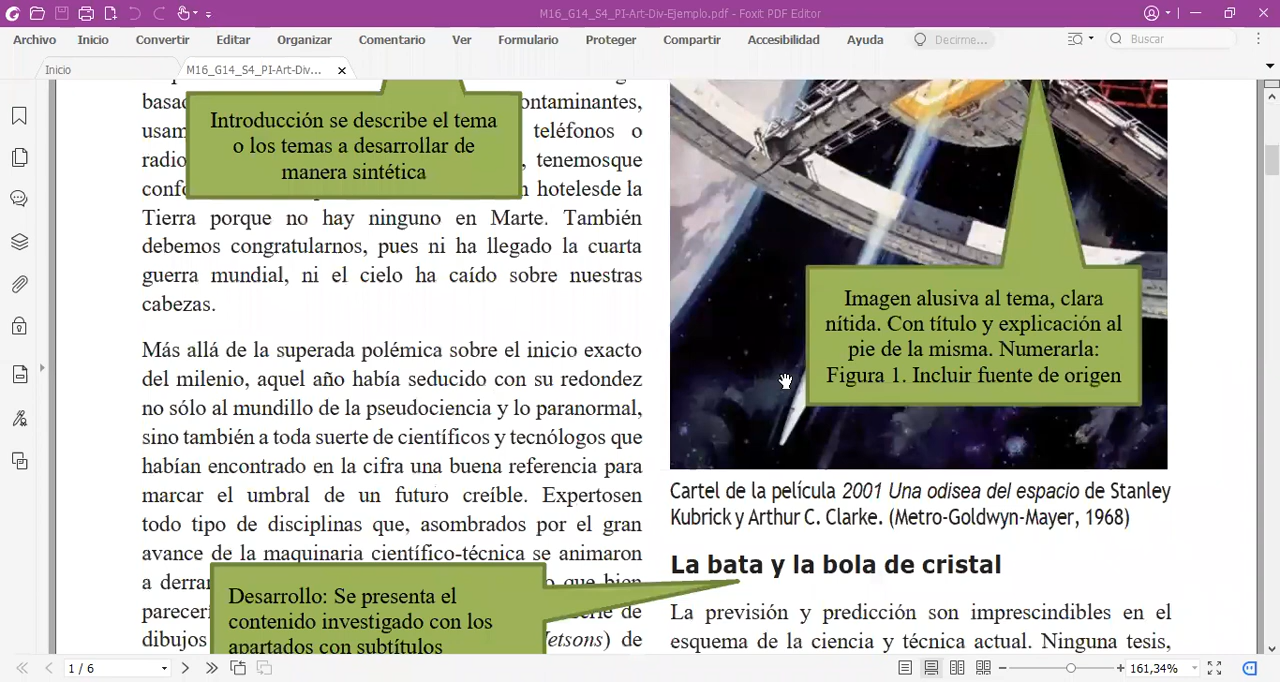 M16_G14_S4_PI-Art-Div-Ejemplo.pdf - Foxit PDF Editor
Archivo Inicio Convertir Editar Organizar Comentario Ver Formulario Proteger Compartir Accesibilidad Ayuda Decirme... Buscar
Inicio M16_G14_S4_PI-Art-Div...
basa
ontaminantes,
usam
teléfonos o
radio
, tenemosque
confo
n hotelesde la
Introducción se describe el tema
o los temas a desarrollar de
manera sintética
Tierra porque no hay ninguno en Marte. También
debemos congratularnos, pues ni ha llegado la cuarta
guerra mundial, ni el cielo ha caído sobre nuestras
cabezas.
Más allá de la superada polémica sobre el inicio exacto
del milenio, aquel año había seducido con su redondez
no sólo al mundillo de la pseudociencia y lo paranormal,
sino también a toda suerte de científicos y tecnólogos que
habían encontrado en la cifra una buena referencia para
marcar el umbral de un futuro creíble. Expertosen
todo tipo de disciplinas que, asombrados por el gran
avance de la maquinaria científico-técnica se animaron
a derra
o que bien
parecerí
erie de
dibujos
etsons) de
Desarrollo: Se presenta el
contenido investigado con los
apartados con subtítulos
Imagen alusiva al tema, clara
nítida. Con título y explicación al
pie de la misma. Numerarla:
Figura 1. Incluir fuente de origen
Cartel de la película 2001 Una odisea del espacio de Stanley
Kubrick y Arthur C. Clarke. (Metro-Goldwyn-Mayer, 1968)
La bata y la bola de cristal
La previsión y predicción son imprescindibles en el
esquema de la ciencia y técnica actual. Ninguna tesis,
1 / 6
161,34%